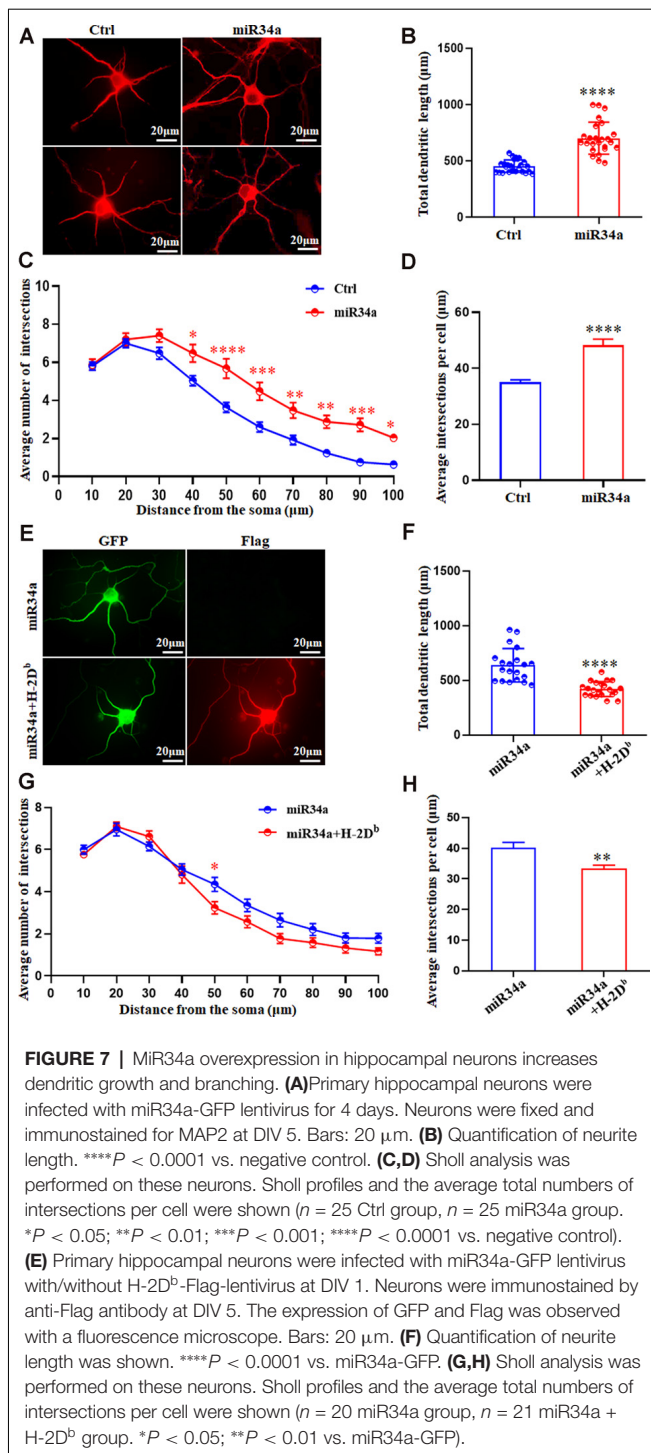 A
Ctrl
miR34a
20μm
20μm
20μm
20μm
B
Total dendritic length (μm)
1500
1000
500
0
****
Ctrl
miR34a
C
Average number of intersections
10
8
6
4
2
0
Ctrl
miR34a
*
****
***
**
**
***
*
0 10 20 30 40 50 60 70 80 90 100
Distance from the soma (μm)
D
Average intersections per cell (μm)
60
40
20
0
****
Ctrl
miR34a
E
GFP
Flag
miR34a
20μm
20μm
miR34a+H-2Dᵇ
20μm
20μm
F
Total dendritic length (μm)
1500
1000
500
0
****
miR34a
miR34a
+H-2Dᵇ
G
Average number of intersections
8
6
4
2
0
miR34a
miR34a+H-2Dᵇ
*
0 10 20 30 40 50 60 70 80 90 100
Distance from the soma (μm)
H
Average intersections per cell (μm)
50
40
30
20
10
0
**
miR34a
miR34a
+H-2Dᵇ
FIGURE 7 | MiR34a overexpression in hippocampal neurons increases
dendritic growth and branching. (A)Primary hippocampal neurons were
infected with miR34a-GFP lentivirus for 4 days. Neurons were fixed and
immunostained for MAP2 at DIV 5. Bars: 20 μm. (B) Quantification of neurite
length. ****P < 0.0001 vs. negative control. (C,D) Sholl analysis was
performed on these neurons. Sholl profiles and the average total numbers of
intersections per cell were shown (n = 25 Ctrl group, n = 25 miR34a group.
*P < 0.05; **P < 0.01; ***P < 0.001; ****P < 0.0001 vs. negative control).
(E) Primary hippocampal neurons were infected with miR34a-GFP lentivirus
with/without H-2Dᵇ-Flag-lentivirus at DIV 1. Neurons were immunostained by
anti-Flag antibody at DIV 5. The expression of GFP and Flag was observed
with a fluorescence microscope. Bars: 20 μm. (F) Quantification of neurite
length was shown. ****P < 0.0001 vs. miR34a-GFP. (G,H) Sholl analysis was
performed on these neurons. Sholl profiles and the average total numbers of
intersections per cell were shown (n = 20 miR34a group, n = 21 miR34a +
H-2Dᵇ group. *P < 0.05; **P < 0.01 vs. miR34a-GFP).